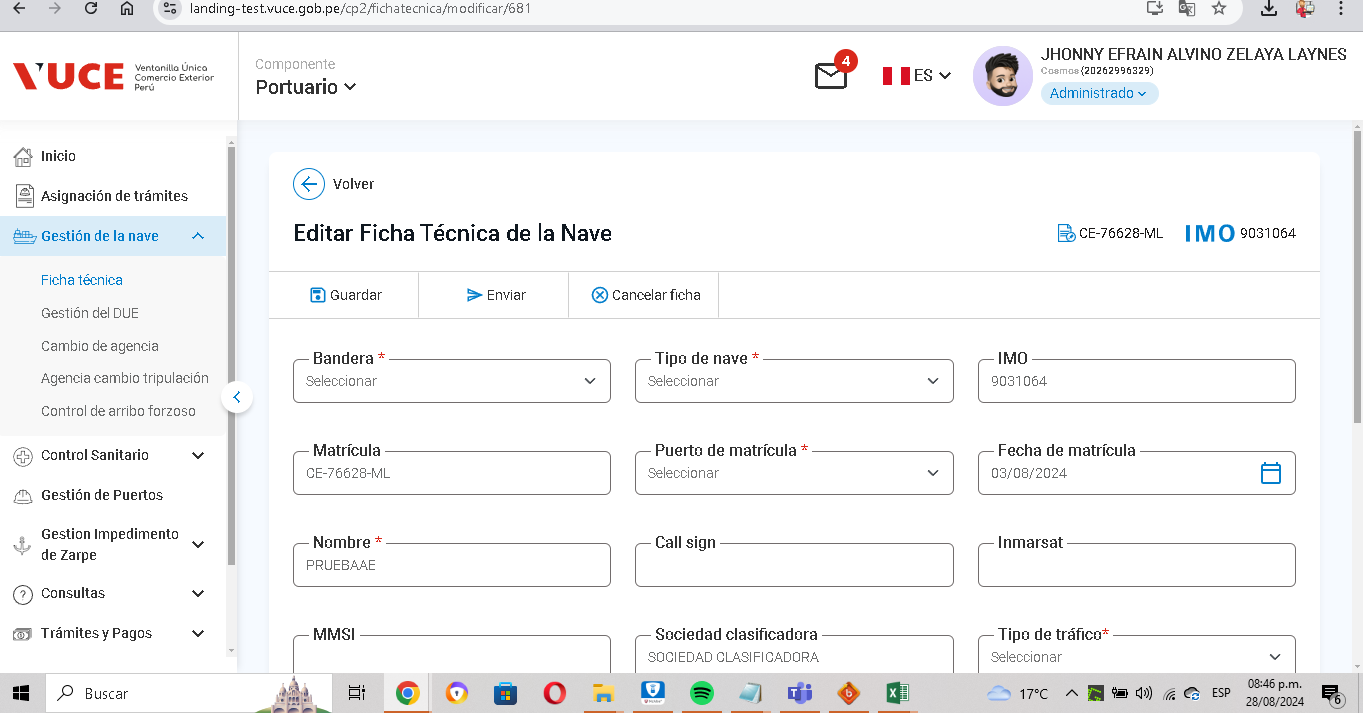 landing-test.vuce.gob.pe/cp2/fichatecnica/modificar/681
VUCE Ventanilla Única
Comercio Exterior
Perú
Componente
Portuario
4
ES
JHONNY EFRAIN ALVINO ZELAYA LAYNES
Cosmos (20262996329)
Administrado
Inicio
Asignación de trámites
Gestión de la nave
Ficha técnica
Gestión del DUE
Cambio de agencia
Agencia cambio tripulación
Control de arribo forzoso
Control Sanitario
Gestión de Puertos
Gestion Impedimento
de Zarpe
Consultas
Trámites y Pagos
Volver
Editar Ficha Técnica de la Nave
CE-76628-ML IMO 9031064
Guardar Enviar Cancelar ficha
Bandera * Tipo de nave * IMO
Seleccionar Seleccionar 9031064
Matrícula Puerto de matrícula * Fecha de matrícula
CE-76628-ML Seleccionar 03/08/2024
Nombre * Call sign Inmarsat
PRUEBAAE
MMSI Sociedad clasificadora Tipo de tráfico*
SOCIEDAD CLASIFICADORA Seleccionar
Buscar
17°C
ESP
08:46 p.m.
28/08/2024
6